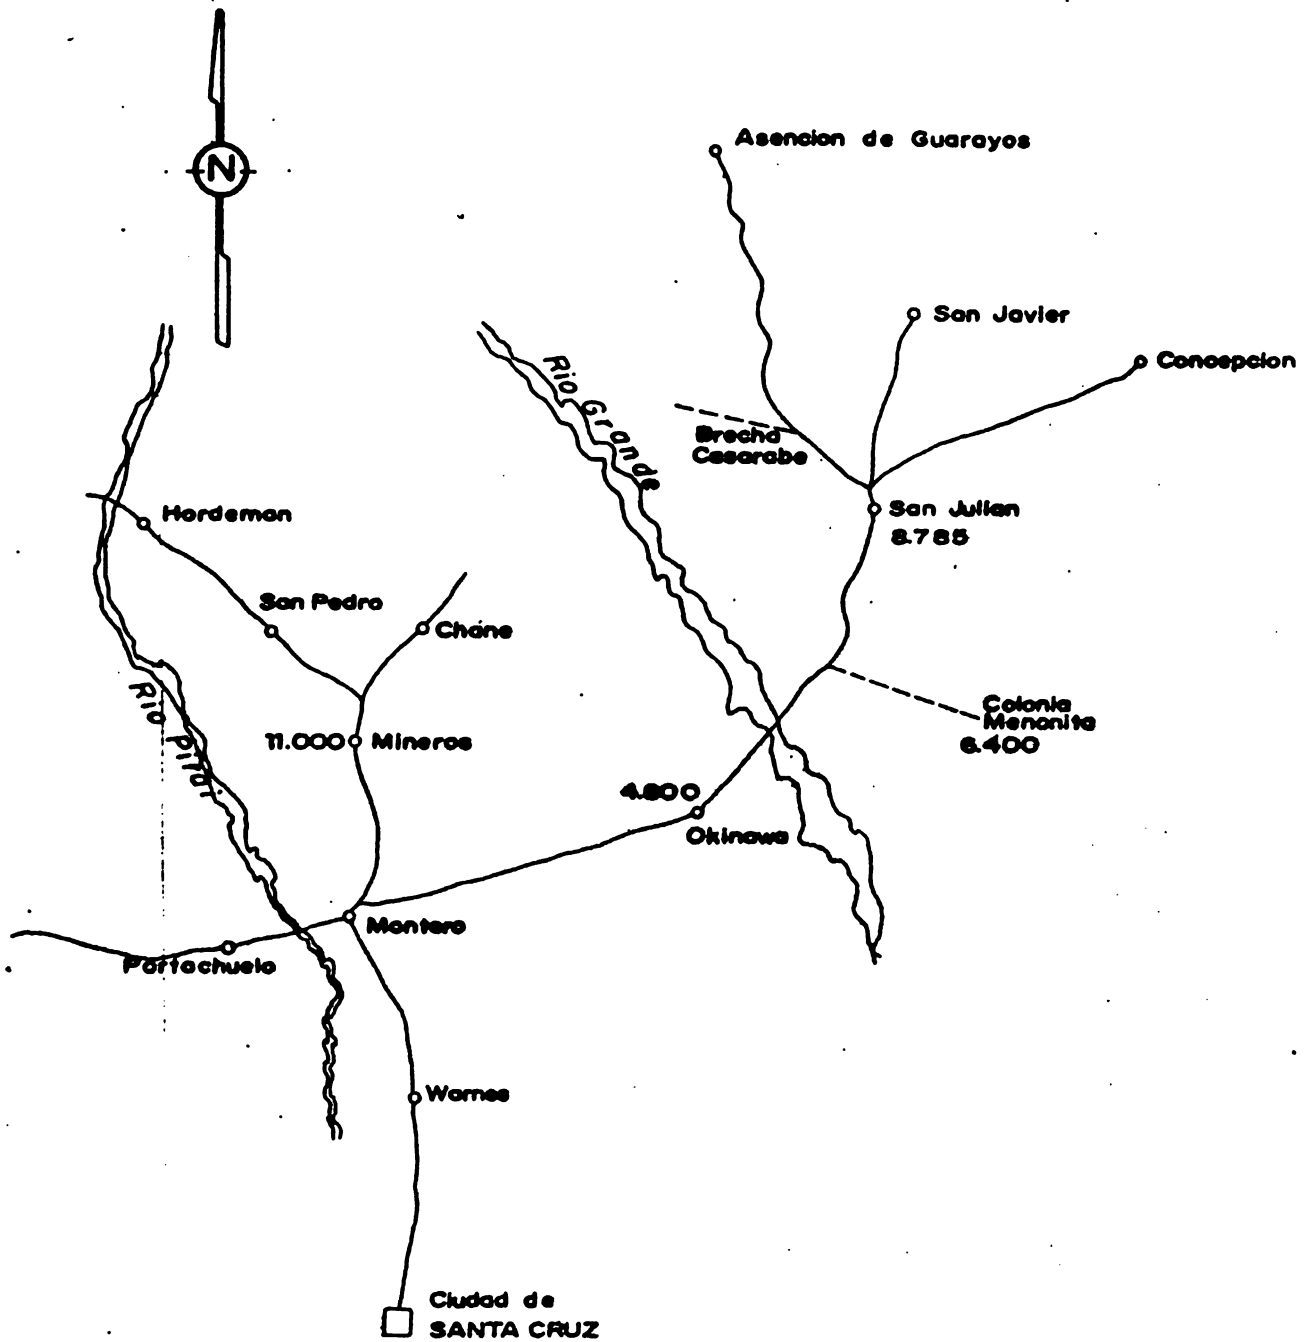 N
Asencion de Guarayos
San Javier
Concepcion
Rio Grande
Brecha
Casarabe
Hardeman
San Julian
8.785
San Pedro
Chane
Rio Pirai
Colonia
Menonita
6.400
11.000 Mineros
4.800
Okinawa
Montero
Portachuelo
Warnes
Ciudad de
SANTA CRUZ